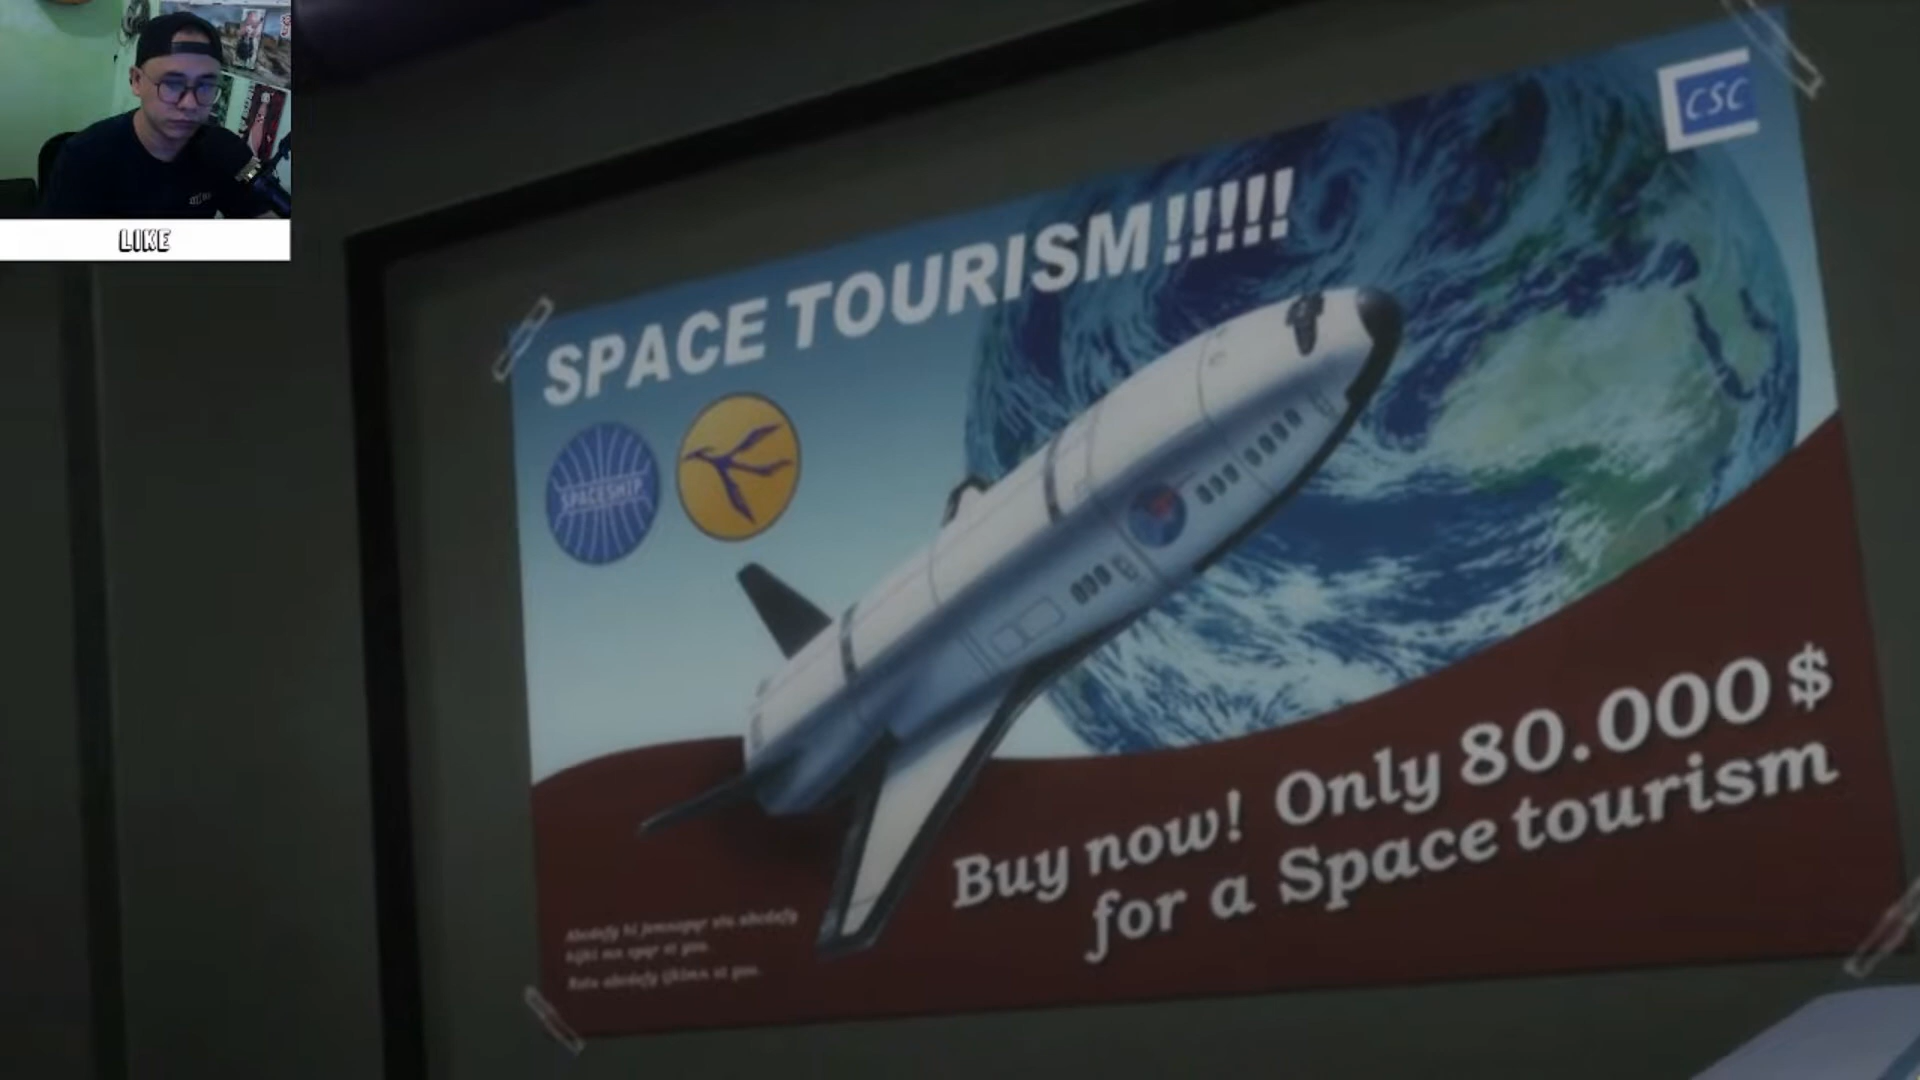 LIKE
CSC
SPACE TOURISM!!!!!
SPACESHIP
Buy now! Only 80.000 $
for a Space tourism